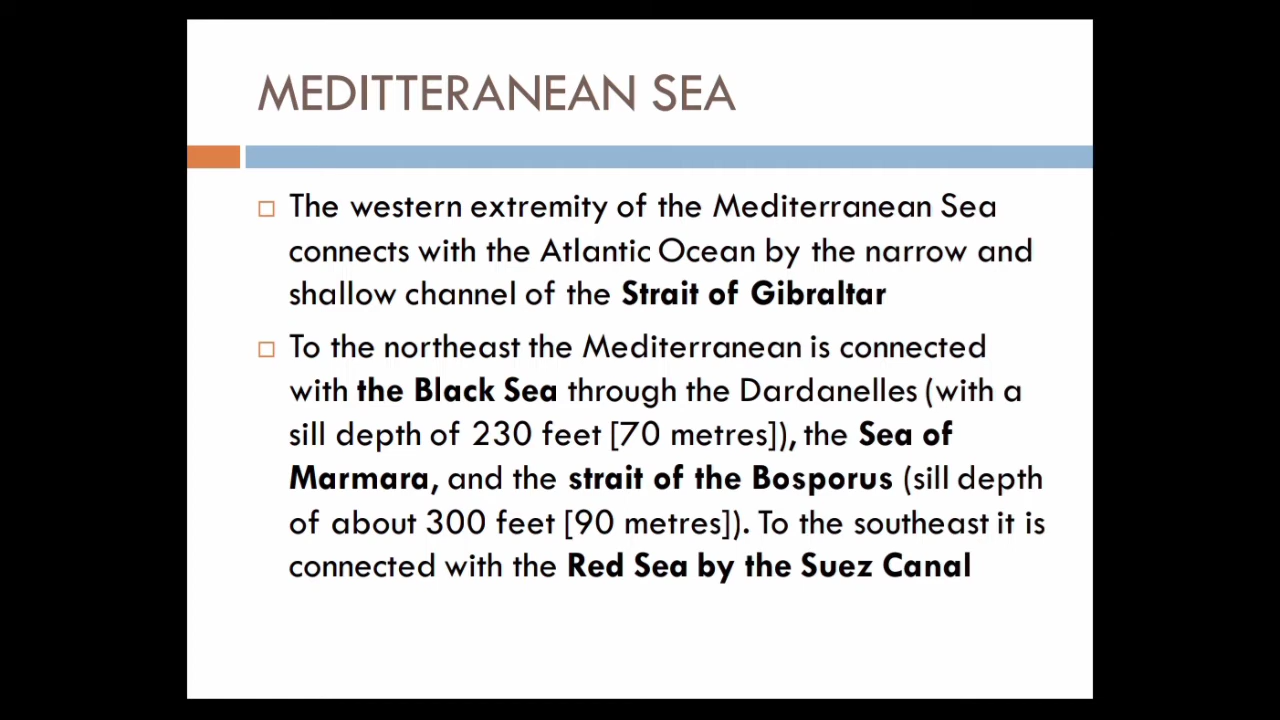 MEDITTERANEAN SEA
The western extremity of the Mediterranean Sea
connects with the Atlantic Ocean by the narrow and
shallow channel of the Strait of Gibraltar
To the northeast the Mediterranean is connected
with the Black Sea through the Dardanelles (with a
sill depth of 230 feet [70 metres]), the Sea of
Marmara, and the strait of the Bosporus (sill depth
of about 300 feet [90 metres]). To the southeast it is
connected with the Red Sea by the Suez Canal